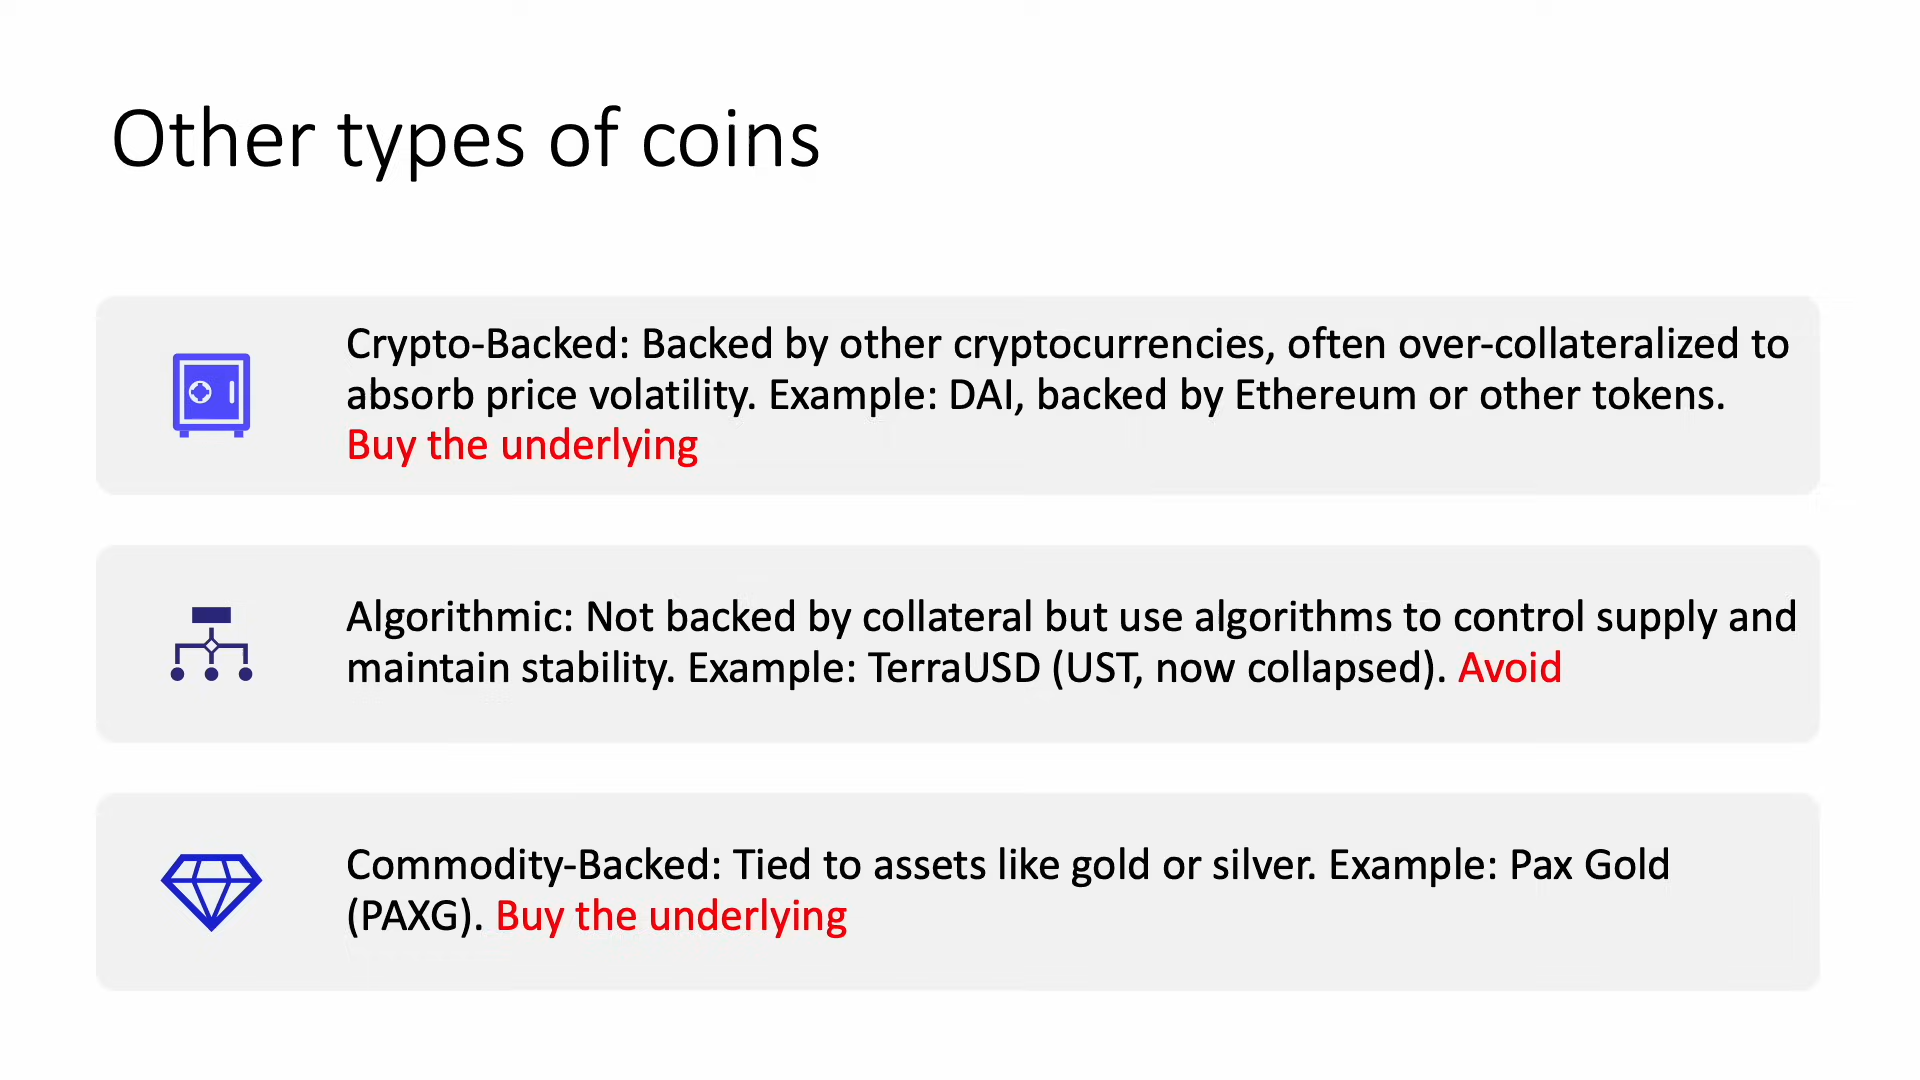 Other types of coins
Crypto-Backed: Backed by other cryptocurrencies, often over-collateralized to
absorb price volatility. Example: DAI, backed by Ethereum or other tokens.
Buy the underlying
Algorithmic: Not backed by collateral but use algorithms to control supply and
maintain stability. Example: TerraUSD (UST, now collapsed). Avoid
Commodity-Backed: Tied to assets like gold or silver. Example: Pax Gold
(PAXG). Buy the underlying